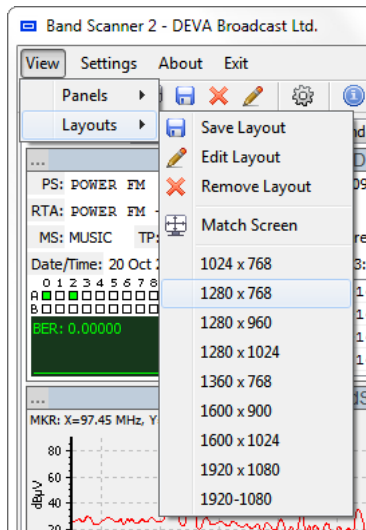 Band Scanner 2 - DEVA Broadcast Ltd.
View Settings About Exit
Panels
Layouts
Save Layout
Edit Layout
Remove Layout
Match Screen
1024 x 768
1280 x 768
1280 x 960
1280 x 1024
1360 x 768
1600 x 900
1600 x 1024
1920 x 1080
1920-1080
...
PS: POWER FM
RTA: POWER FM -
MS: MUSIC TP:
Date/Time: 20 Oct
0 1 2 3 4 5 6 7 8
A
B
BER: 0.00000
...
MKR: X=97.45 MHz, Y
dBµV
80
60
40
20